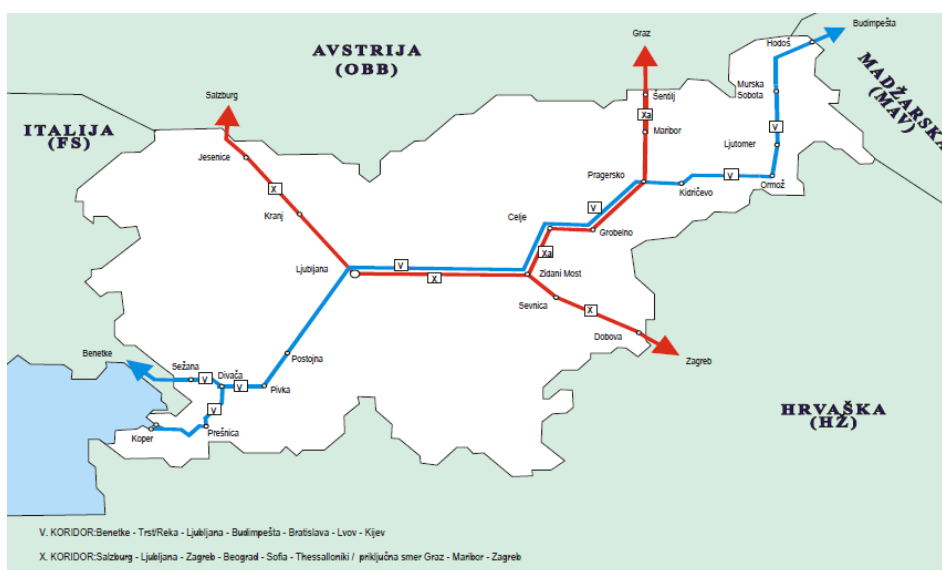 Budimpešta
Graz
Hodoš
AVSTRIJA
(OBB)
MADŽARSKA
(MAV)
Salzburg
Šentilj
Murska
Sobota
Xa
ITALIJA
(FS)
Maribor
V
Jesenice
Ljutomer
Pragersko
V
X
Kidričevo
Ormož
Kranj
V
Celje
Grobelno
Xa
Ljubljana
V
Zidani Most
X
Sevnica
X
Dobova
Benetke
Postojna
Zagreb
Sežana
Divača
V
V
Pivka
V
HRVAŠKA
(HŽ)
Koper
Prešnica
V. KORIDOR:Benetke - Trst/Reka - Ljubljana - Budimpešta - Bratislava - Lvov - Kijev
X. KORIDOR:Salzburg - Ljubljana - Zagreb - Beograd - Sofia - Thessalloniki / priključna smer Graz - Maribor - Zagreb